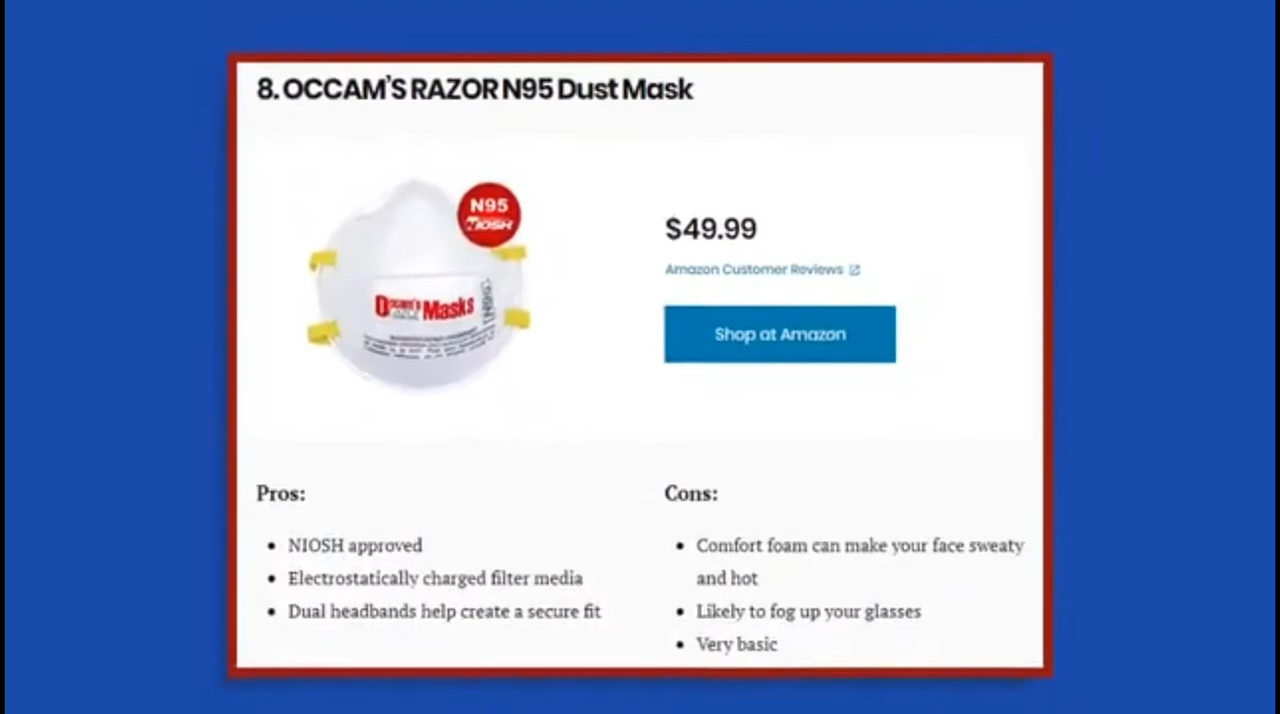 8. OCCAM'S RAZOR N95 Dust Mask
N95
NIOSH
Occam's
Masks
N95
$49.99
Amazon Customer Reviews
Shop at Amazon
Pros:
NIOSH approved
Electrostatically charged filter media
Dual headbands help create a secure fit
Cons:
Comfort foam can make your face sweaty
and hot
Likely to fog up your glasses
Very basic